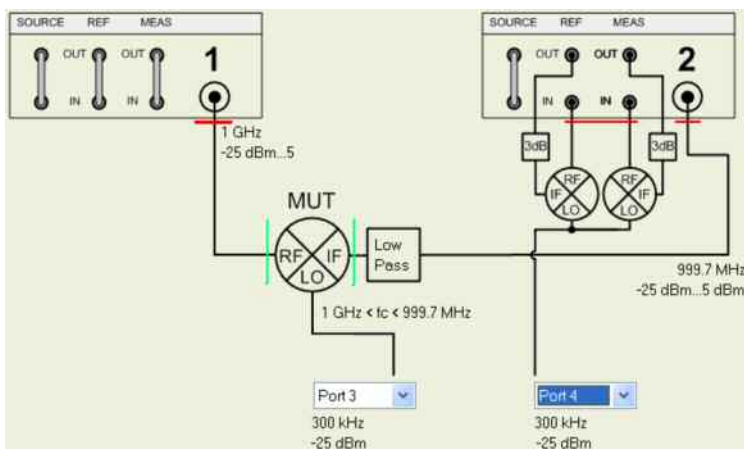 SOURCE REF MEAS
OUT OUT
1
IN IN
SOURCE REF MEAS
OUT OUT
2
IN IN
1 GHz
-25 dBm...5
3dB
3dB
RF
IF
LO
RF
IF
LO
MUT
RF
IF
LO
Low
Pass
999.7 MHz
-25 dBm...5 dBm
1 GHz < fc < 999.7 MHz
Port 3
300 kHz
-25 dBm
Port 4
300 kHz
-25 dBm